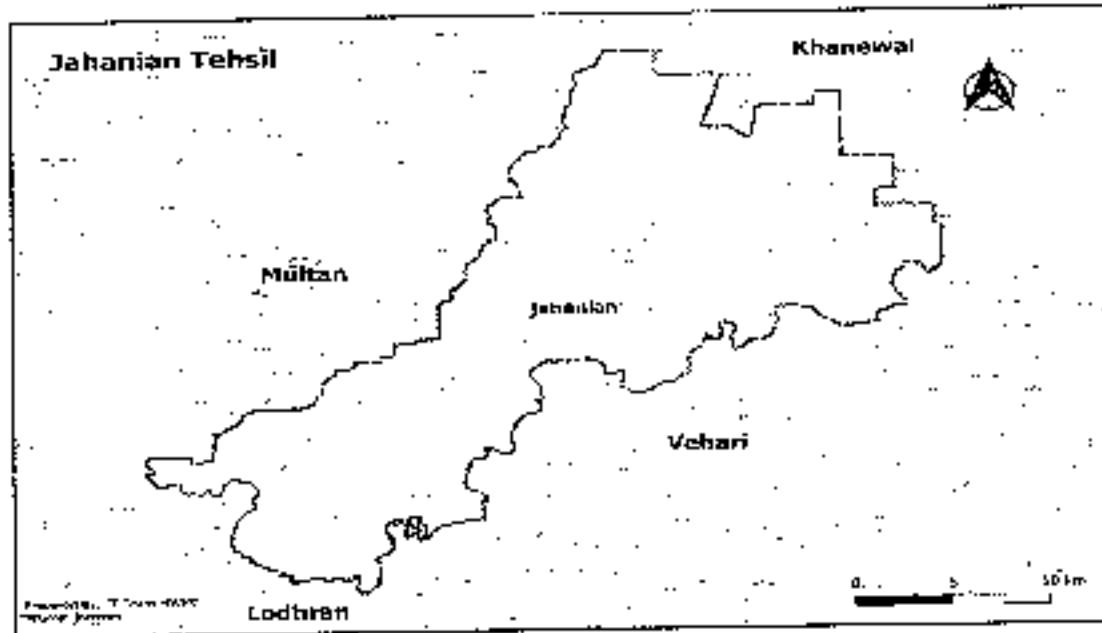 Jahanian Tehsil
Khanewal
Multan
Jahanian
Vehari
0 5 10 km
Lodhran